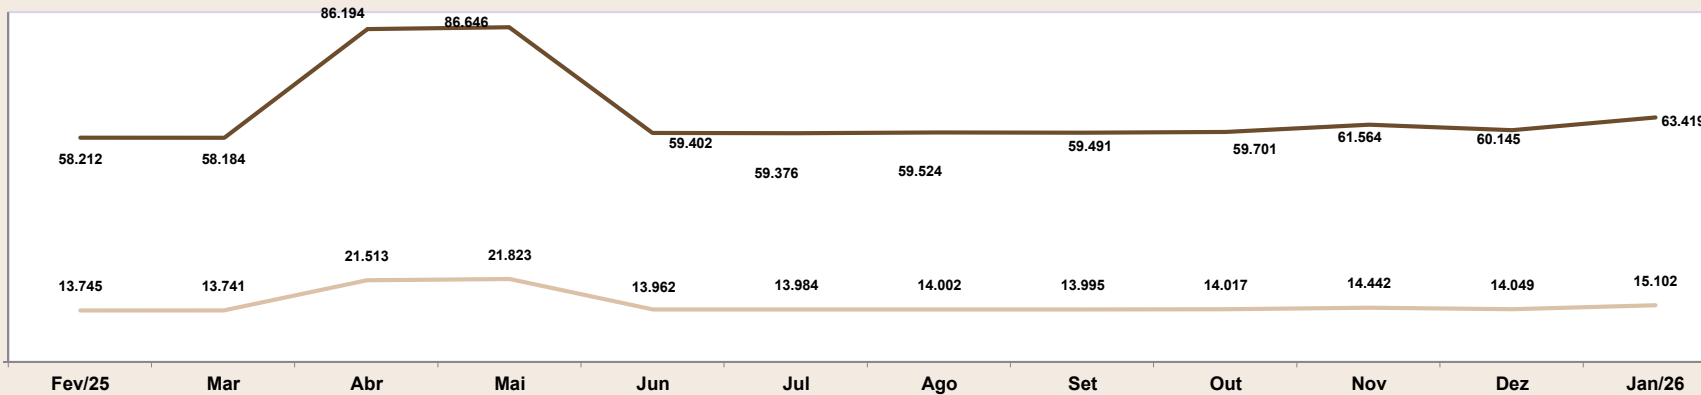 86.194 86.646
58.212 58.184 59.402 59.376 59.524 59.491 59.701 61.564 60.145 63.419
21.513 21.823
13.745 13.741 13.962 13.984 14.002 13.995 14.017 14.442 14.049 15.102
Fev/25 Mar Abr Mai Jun Jul Ago Set Out Nov Dez Jan/26